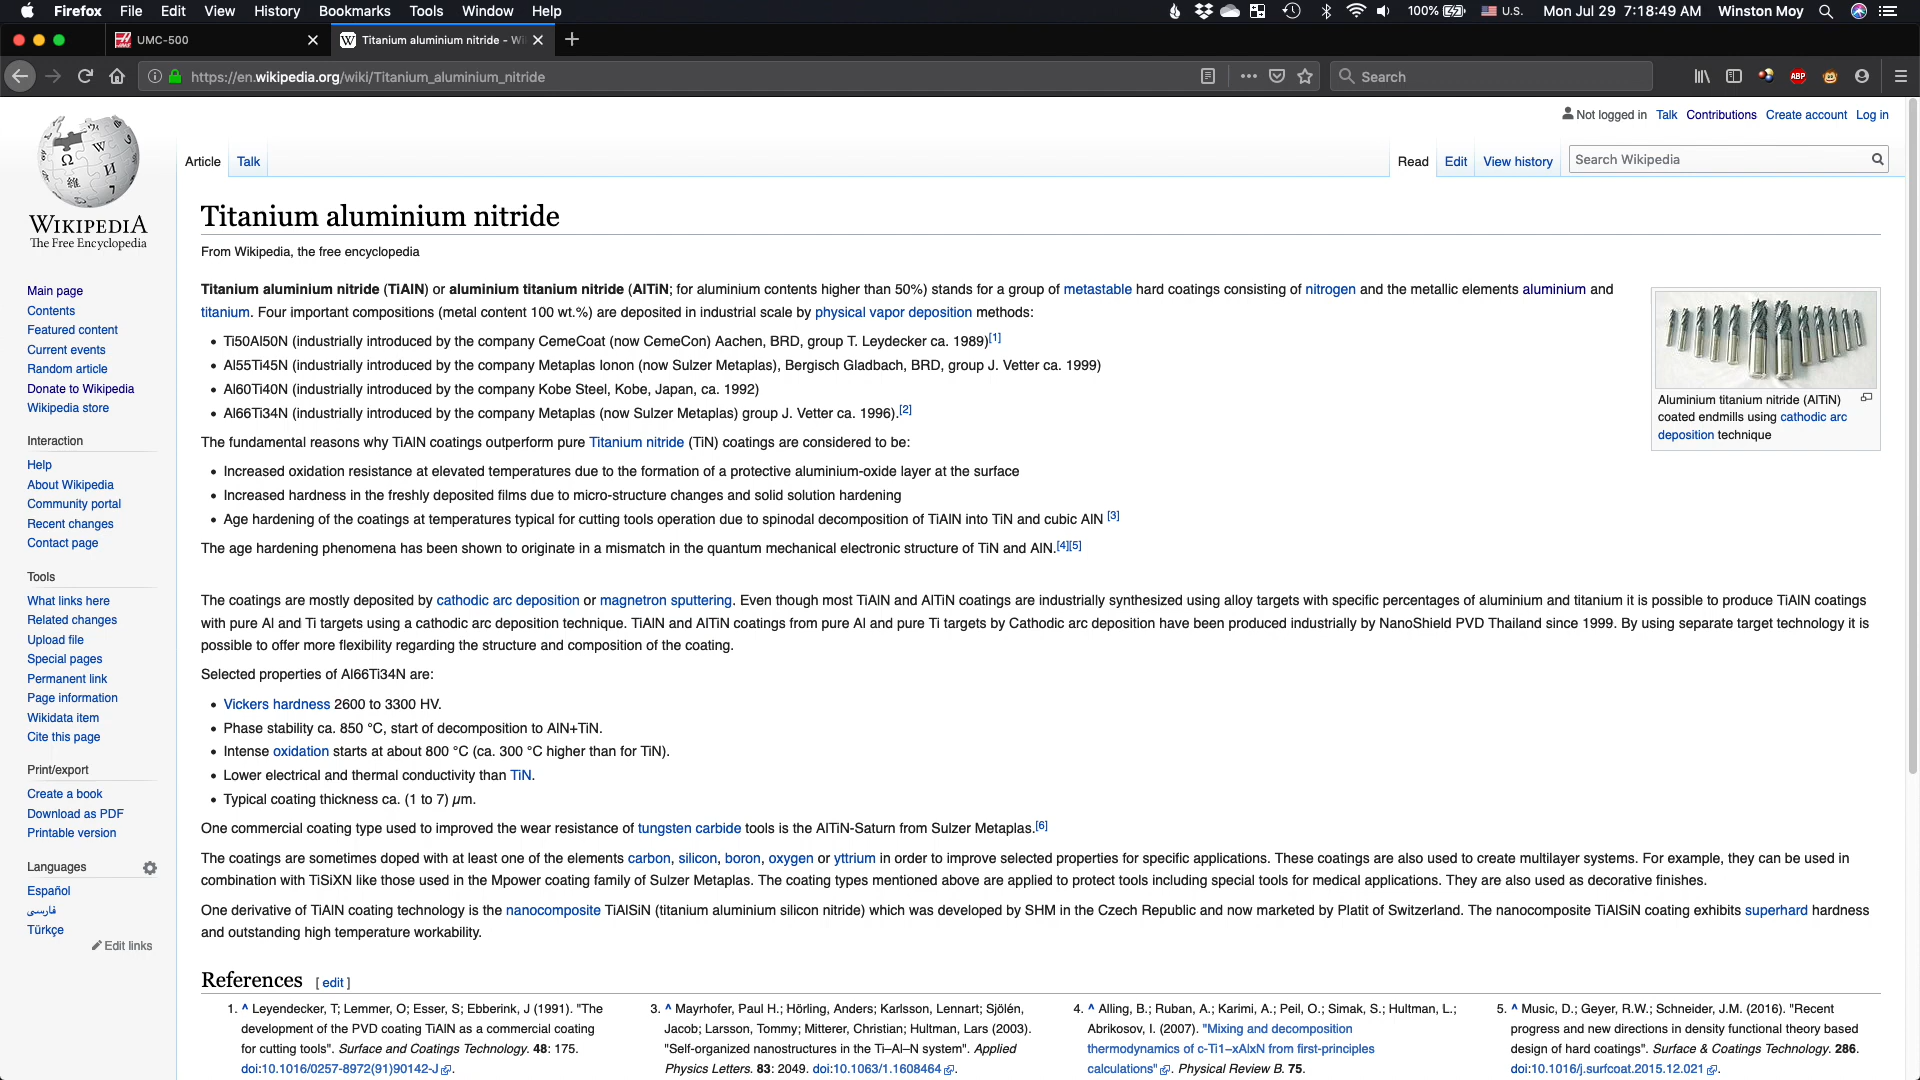 Firefox File Edit View History Bookmarks Tools Window Help 100% U.S. Mon Jul 29 7:18:49 AM Winston Moy
UMC-500
Titanium aluminium nitride - Wi
https://en.wikipedia.org/wiki/Titanium_aluminium_nitride
Search
ABP
Not logged in Talk Contributions Create account Log in
Article Talk
Read Edit View history
Search Wikipedia
WIKIPEDIA
The Free Encyclopedia
Main page
Contents
Featured content
Current events
Random article
Donate to Wikipedia
Wikipedia store
Interaction
Help
About Wikipedia
Community portal
Recent changes
Contact page
Tools
What links here
Related changes
Upload file
Special pages
Permanent link
Page information
Wikidata item
Cite this page
Print/export
Create a book
Download as PDF
Printable version
Languages
Español
فارسی
Türkçe
Edit links
Titanium aluminium nitride
From Wikipedia, the free encyclopedia
Titanium aluminium nitride (TiAlN) or aluminium titanium nitride (AlTiN; for aluminium contents higher than 50%) stands for a group of metastable hard coatings consisting of nitrogen and the metallic elements aluminium and
titanium. Four important compositions (metal content 100 wt.%) are deposited in industrial scale by physical vapor deposition methods:
• Ti50Al50N (industrially introduced by the company CemeCoat (now CemeCon) Aachen, BRD, group T. Leydecker ca. 1989)[1]
• Al55Ti45N (industrially introduced by the company Metaplas Ionon (now Sulzer Metaplas), Bergisch Gladbach, BRD, group J. Vetter ca. 1999)
• Al60Ti40N (industrially introduced by the company Kobe Steel, Kobe, Japan, ca. 1992)
• Al66Ti34N (industrially introduced by the company Metaplas (now Sulzer Metaplas) group J. Vetter ca. 1996).[2]
The fundamental reasons why TiAlN coatings outperform pure Titanium nitride (TiN) coatings are considered to be:
• Increased oxidation resistance at elevated temperatures due to the formation of a protective aluminium-oxide layer at the surface
• Increased hardness in the freshly deposited films due to micro-structure changes and solid solution hardening
• Age hardening of the coatings at temperatures typical for cutting tools operation due to spinodal decomposition of TiAlN into TiN and cubic AlN [3]
The age hardening phenomena has been shown to originate in a mismatch in the quantum mechanical electronic structure of TiN and AlN.[4][5]
Aluminium titanium nitride (AlTiN)
coated endmills using cathodic arc
deposition technique
The coatings are mostly deposited by cathodic arc deposition or magnetron sputtering. Even though most TiAlN and AlTiN coatings are industrially synthesized using alloy targets with specific percentages of aluminium and titanium it is possible to produce TiAlN coatings
with pure Al and Ti targets using a cathodic arc deposition technique. TiAlN and AlTiN coatings from pure Al and pure Ti targets by Cathodic arc deposition have been produced industrially by NanoShield PVD Thailand since 1999. By using separate target technology it is
possible to offer more flexibility regarding the structure and composition of the coating.
Selected properties of Al66Ti34N are:
• Vickers hardness 2600 to 3300 HV.
• Phase stability ca. 850 °C, start of decomposition to AlN+TiN.
• Intense oxidation starts at about 800 °C (ca. 300 °C higher than for TiN).
• Lower electrical and thermal conductivity than TiN.
• Typical coating thickness ca. (1 to 7) µm.
One commercial coating type used to improved the wear resistance of tungsten carbide tools is the AlTiN-Saturn from Sulzer Metaplas.[6]
The coatings are sometimes doped with at least one of the elements carbon, silicon, boron, oxygen or yttrium in order to improve selected properties for specific applications. These coatings are also used to create multilayer systems. For example, they can be used in
combination with TiSiXN like those used in the Mpower coating family of Sulzer Metaplas. The coating types mentioned above are applied to protect tools including special tools for medical applications. They are also used as decorative finishes.
One derivative of TiAlN coating technology is the nanocomposite TiAlSiN (titanium aluminium silicon nitride) which was developed by SHM in the Czech Republic and now marketed by Platit of Switzerland. The nanocomposite TiAlSiN coating exhibits superhard hardness
and outstanding high temperature workability.
References [ edit ]
1. ^ Leyendecker, T; Lemmer, O; Esser, S; Ebberink, J (1991). "The
development of the PVD coating TiAlN as a commercial coating
for cutting tools". Surface and Coatings Technology. 48: 175.
doi:10.1016/0257-8972(91)90142-J.
3. ^ Mayrhofer, Paul H.; Hörling, Anders; Karlsson, Lennart; Sjölén,
Jacob; Larsson, Tommy; Mitterer, Christian; Hultman, Lars (2003).
"Self-organized nanostructures in the Ti–Al–N system". Applied
Physics Letters. 83: 2049. doi:10.1063/1.1608464.
4. ^ Alling, B.; Ruban, A.; Karimi, A.; Peil, O.; Simak, S.; Hultman, L.;
Abrikosov, I. (2007). "Mixing and decomposition
thermodynamics of c-Ti1−xAlxN from first-principles
calculations". Physical Review B. 75.
5. ^ Music, D.; Geyer, R.W.; Schneider, J.M. (2016). "Recent
progress and new directions in density functional theory based
design of hard coatings". Surface & Coatings Technology. 286.
doi:10.1016/j.surfcoat.2015.12.021.